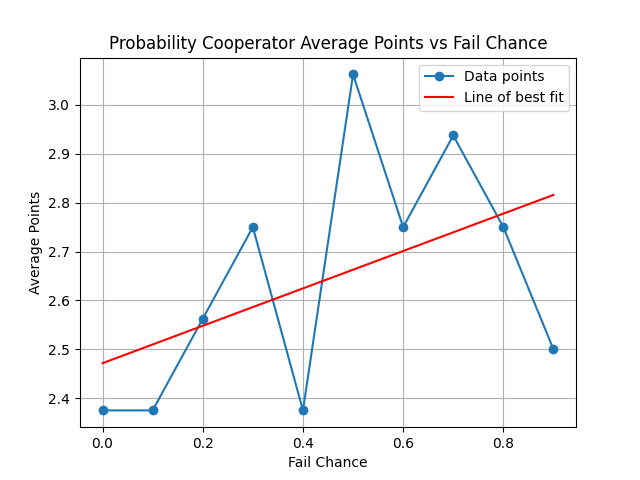 Probability Cooperator Average Points vs Fail Chance
Data points
Line of best fit
3.0
2.9
2.8
2.7
2.6
2.5
2.4
Average Points
0.0 0.2 0.4 0.6 0.8
Fail Chance